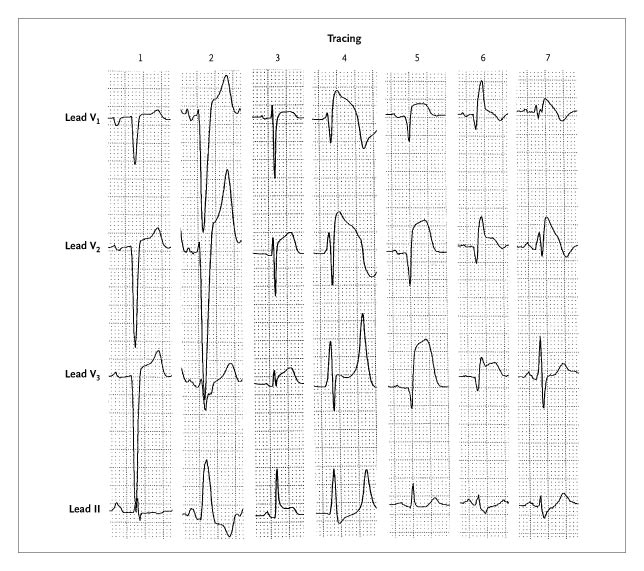 Tracing
1 2 3 4 5 6 7
Lead V1
Lead V2
Lead V3
Lead II